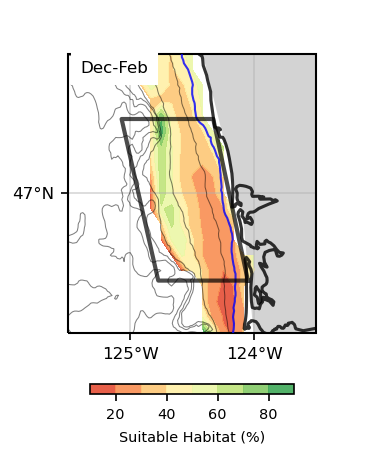 Dec-Feb
47°N
125°W 124°W
20 40 60 80
Suitable Habitat (%)